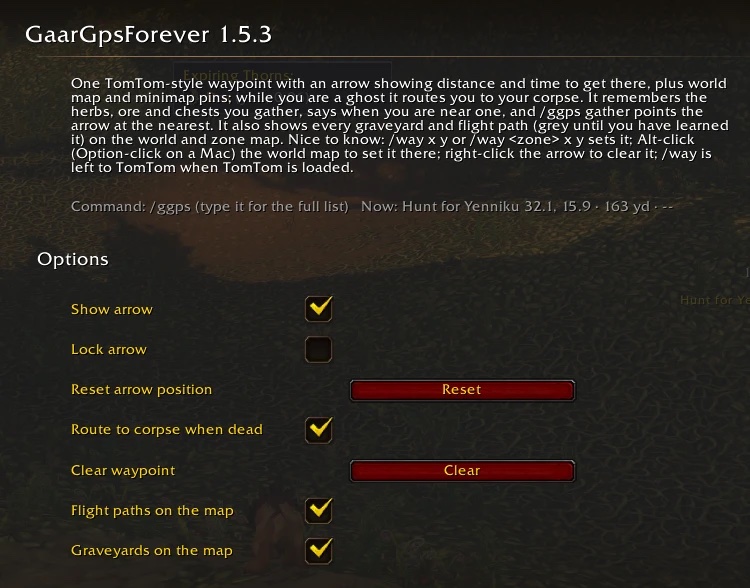 GaarGpsForever 1.5.3
Expiring Thorns:
One TomTom-style waypoint with an arrow showing distance and time to get there, plus world
map and minimap pins; while you are a ghost it routes you to your corpse. It remembers the
herbs, ore and chests you gather, says when you are near one, and /ggps gather points the
arrow at the nearest. It also shows every graveyard and flight path (grey until you have learned
it) on the world and zone map. Nice to know: /way x y or /way <zone> x y sets it; Alt-click
(Option-click on a Mac) the world map to set it there; right-click the arrow to clear it; /way is
left to TomTom when TomTom is loaded.
Command: /ggps (type it for the full list) Now: Hunt for Yenniku 32.1, 15.9 · 163 yd · --
Options
Hunt for Ye
Show arrow
Lock arrow
Reset arrow position Reset
Route to corpse when dead
Clear waypoint Clear
Flight paths on the map
Graveyards on the map